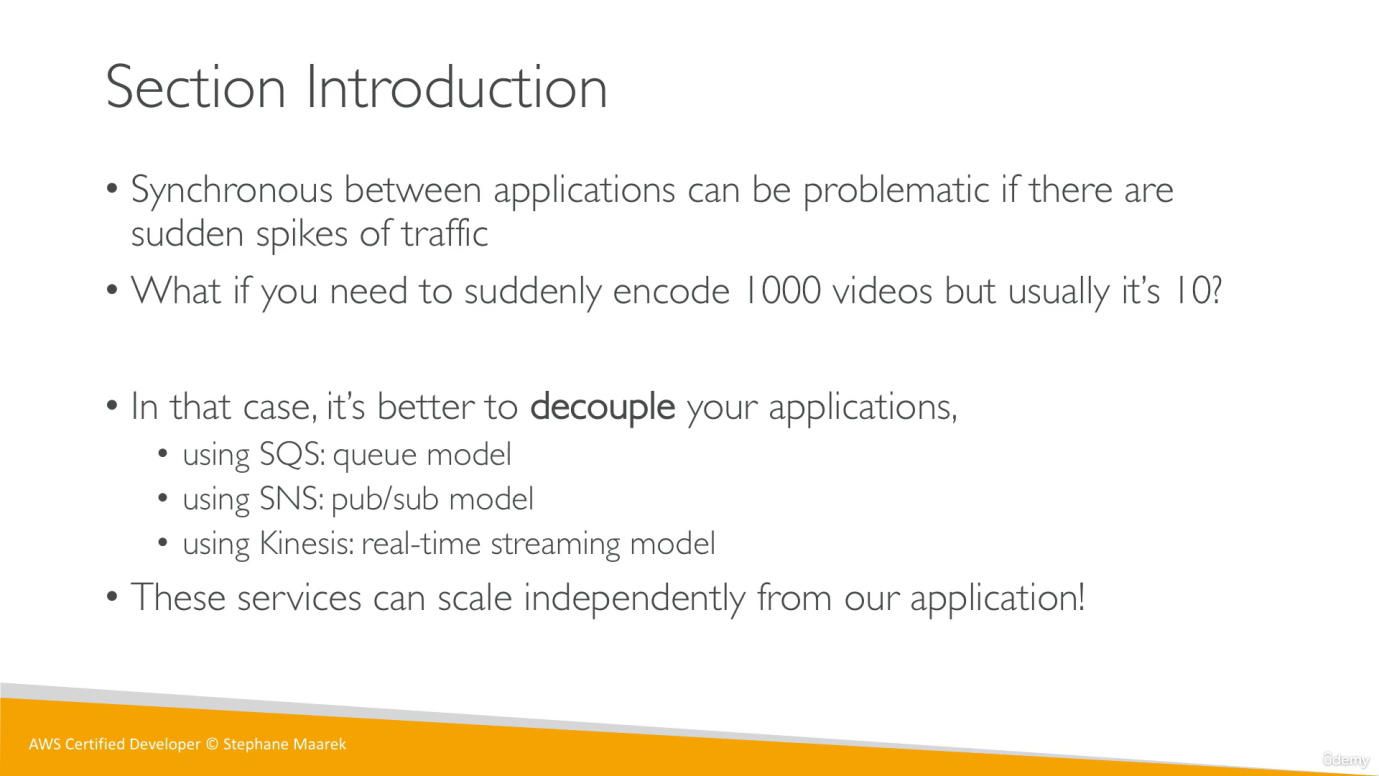 Section Introduction
• Synchronous between applications can be problematic if there are
sudden spikes of traffic
• What if you need to suddenly encode 1000 videos but usually it's 10?
• In that case, it's better to decouple your applications,
• using SQS: queue model
• using SNS: pub/sub model
• using Kinesis: real-time streaming model
• These services can scale independently from our application!
AWS Certified Developer © Stephane Maarek
ûdemy